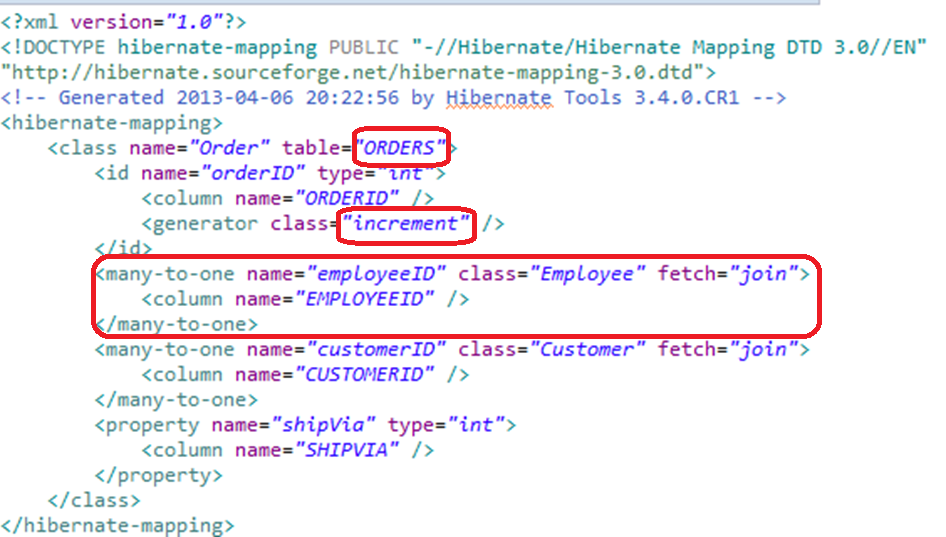 <?xml version="1.0"?>
<!DOCTYPE hibernate-mapping PUBLIC "-//Hibernate/Hibernate Mapping DTD 3.0//EN"
"http://hibernate.sourceforge.net/hibernate-mapping-3.0.dtd">
<!-- Generated 2013-04-06 20:22:56 by Hibernate Tools 3.4.0.CR1 -->
<hibernate-mapping>
    <class name="Order" table="ORDERS">
        <id name="orderID" type="int">
            <column name="ORDERID" />
            <generator class="increment" />
        </id>
        <many-to-one name="employeeID" class="Employee" fetch="join">
            <column name="EMPLOYEEID" />
        </many-to-one>
        <many-to-one name="customerID" class="Customer" fetch="join">
            <column name="CUSTOMERID" />
        </many-to-one>
        <property name="shipVia" type="int">
            <column name="SHIPVIA" />
        </property>
    </class>
</hibernate-mapping>